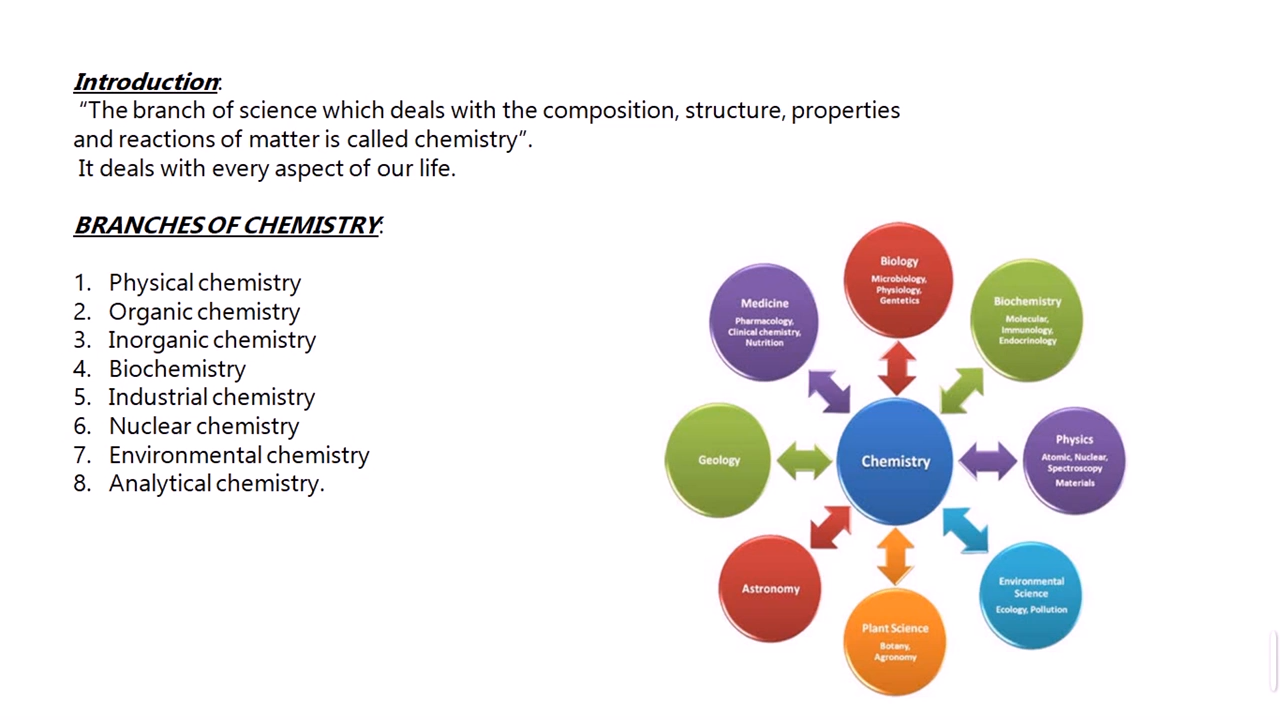 Introduction:
“The branch of science which deals with the composition, structure, properties
and reactions of matter is called chemistry”.
It deals with every aspect of our life.
BRANCHES OF CHEMISTRY:
1. Physical chemistry
2. Organic chemistry
3. Inorganic chemistry
4. Biochemistry
5. Industrial chemistry
6. Nuclear chemistry
7. Environmental chemistry
8. Analytical chemistry.
Biology
Microbiology,
Physiology,
Gentetics
Medicine
Pharmacology,
Clinical chemistry,
Nutrition
Biochemistry
Molecular,
Immunology,
Endocrinology
Geology
Chemistry
Physics
Atomic, Nuclear,
Spectroscopy
Materials
Astronomy
Environmental
Science
Ecology, Pollution
Plant Science
Botany,
Agronomy